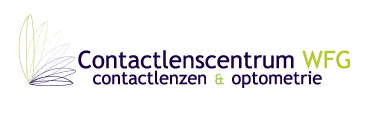 Contactlenscentrum WFG
contactlenzen & optometrie